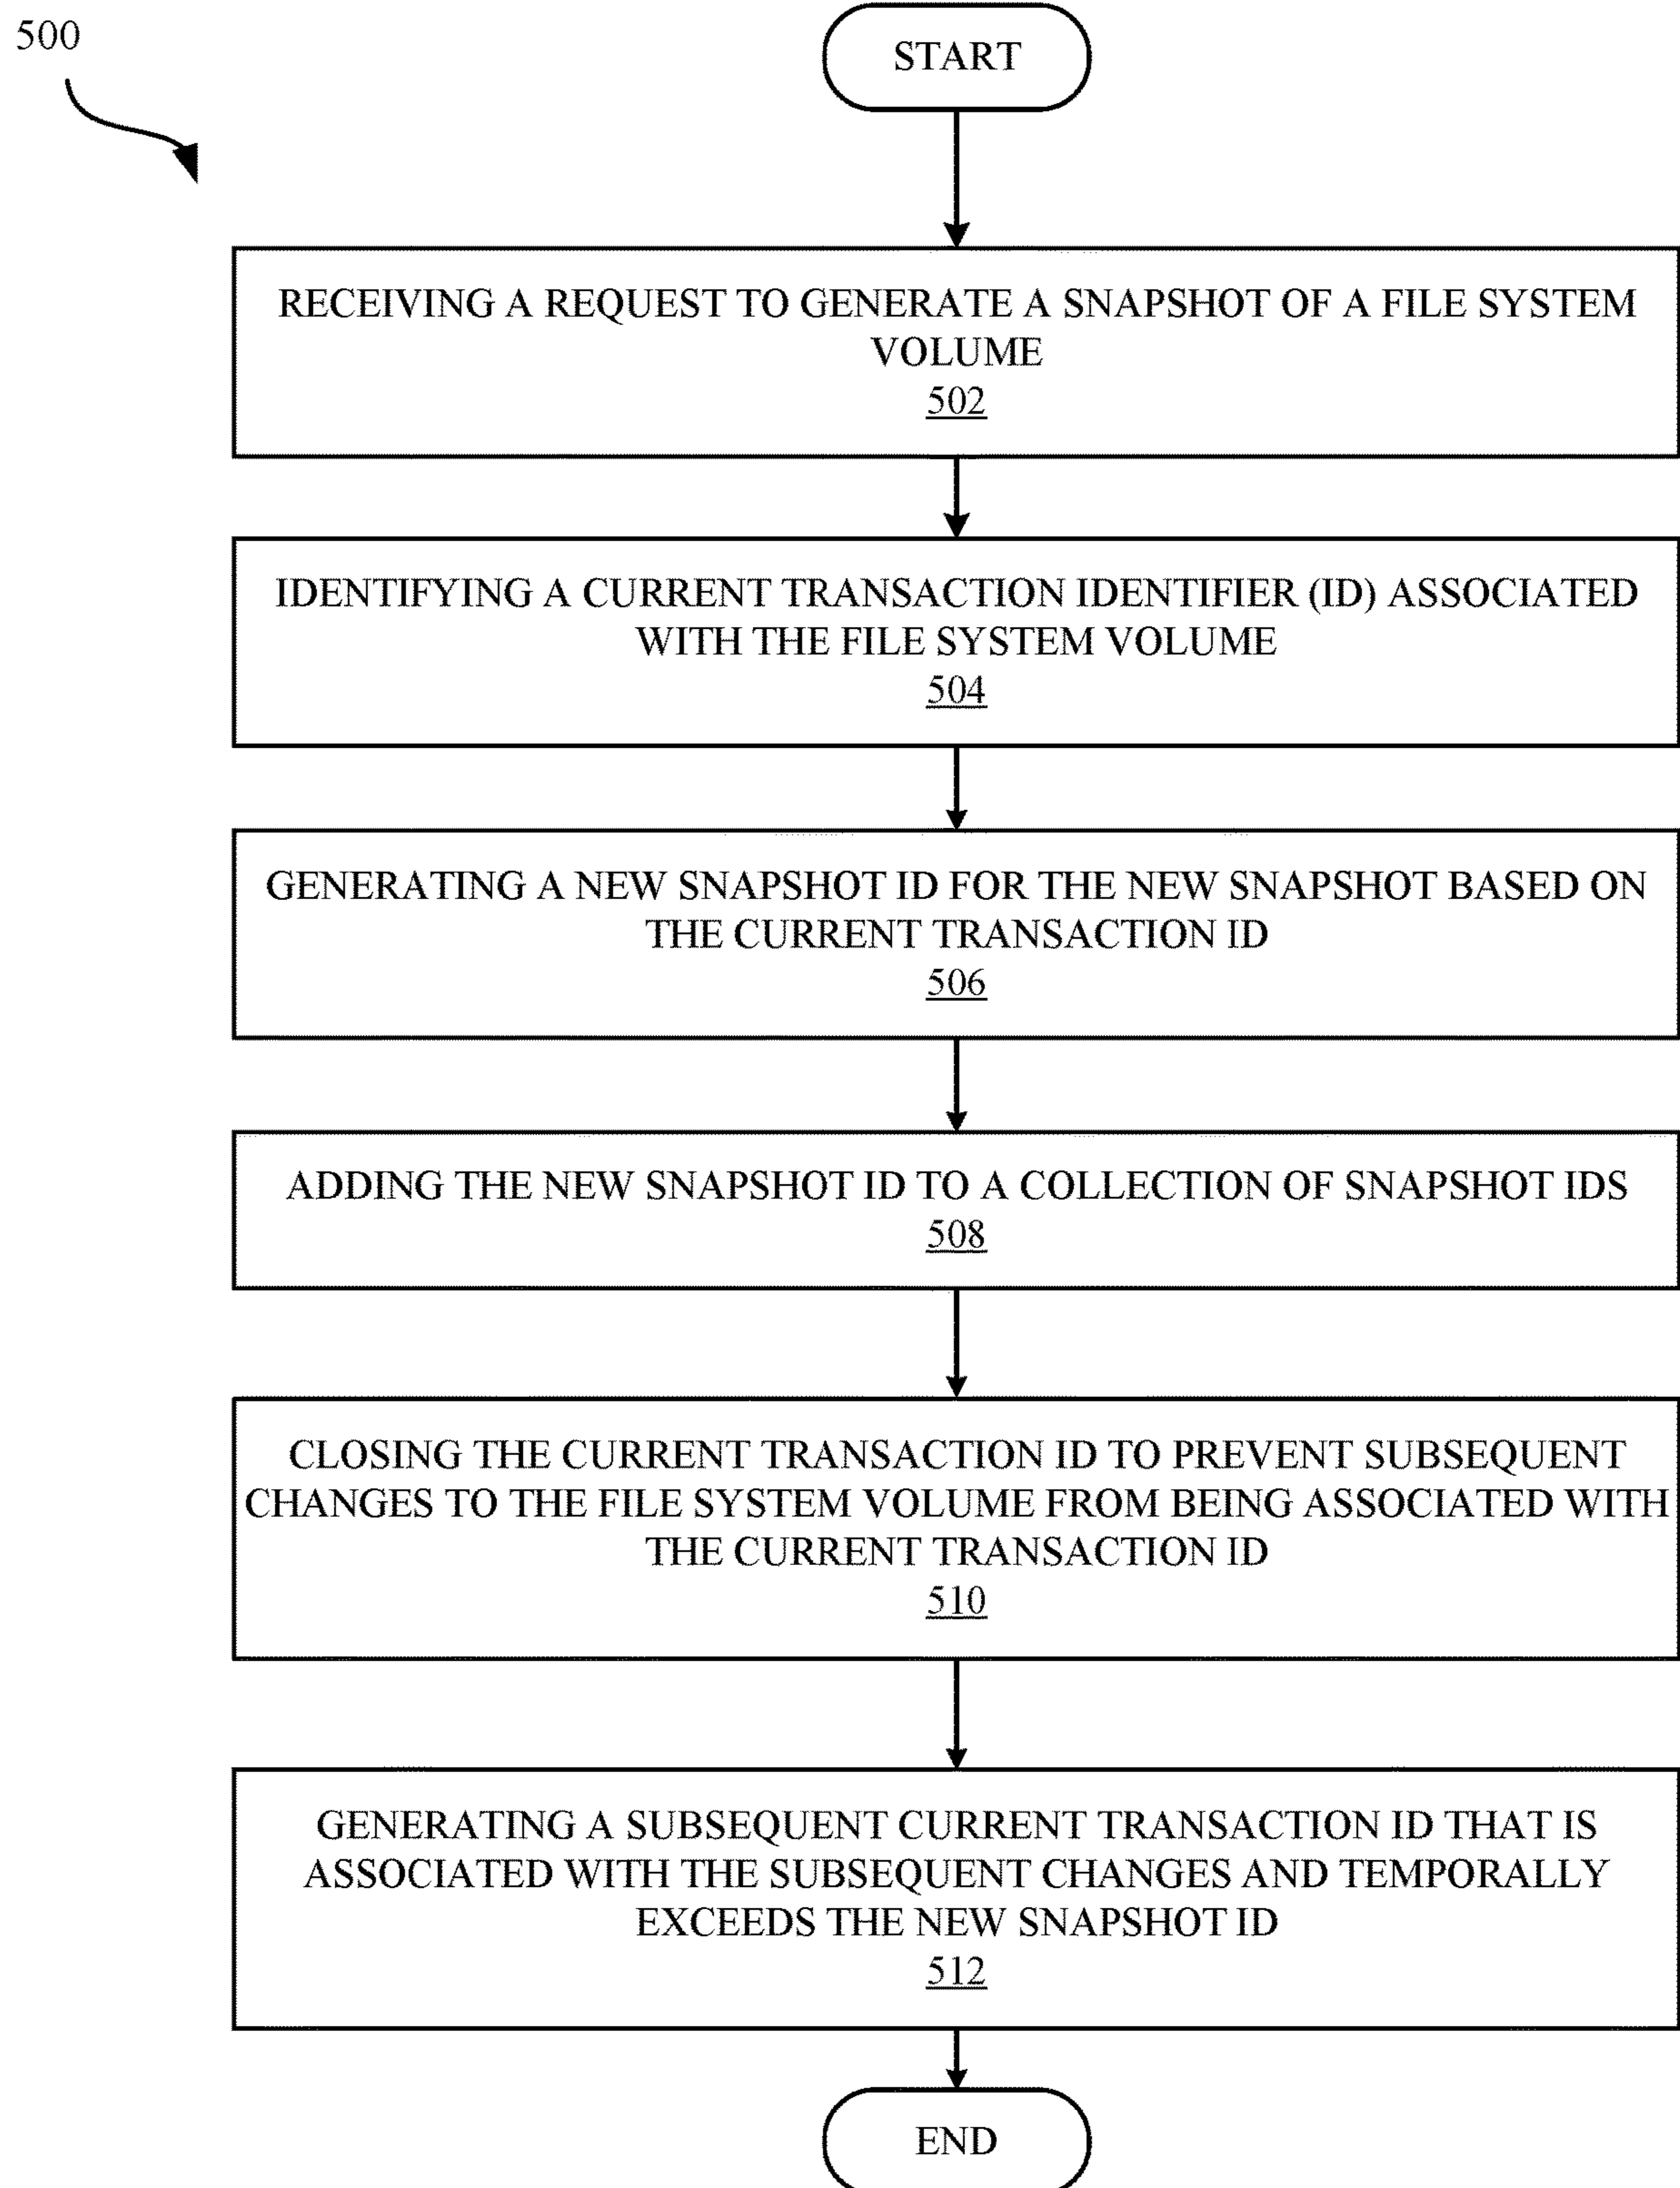 500
START
RECEIVING A REQUEST TO GENERATE A SNAPSHOT OF A FILE SYSTEM
VOLUME
502
IDENTIFYING A CURRENT TRANSACTION IDENTIFIER (ID) ASSOCIATED
WITH THE FILE SYSTEM VOLUME
504
GENERATING A NEW SNAPSHOT ID FOR THE NEW SNAPSHOT BASED ON
THE CURRENT TRANSACTION ID
506
ADDING THE NEW SNAPSHOT ID TO A COLLECTION OF SNAPSHOT IDS
508
CLOSING THE CURRENT TRANSACTION ID TO PREVENT SUBSEQUENT
CHANGES TO THE FILE SYSTEM VOLUME FROM BEING ASSOCIATED WITH
THE CURRENT TRANSACTION ID
510
GENERATING A SUBSEQUENT CURRENT TRANSACTION ID THAT IS
ASSOCIATED WITH THE SUBSEQUENT CHANGES AND TEMPORALLY
EXCEEDS THE NEW SNAPSHOT ID
512
END